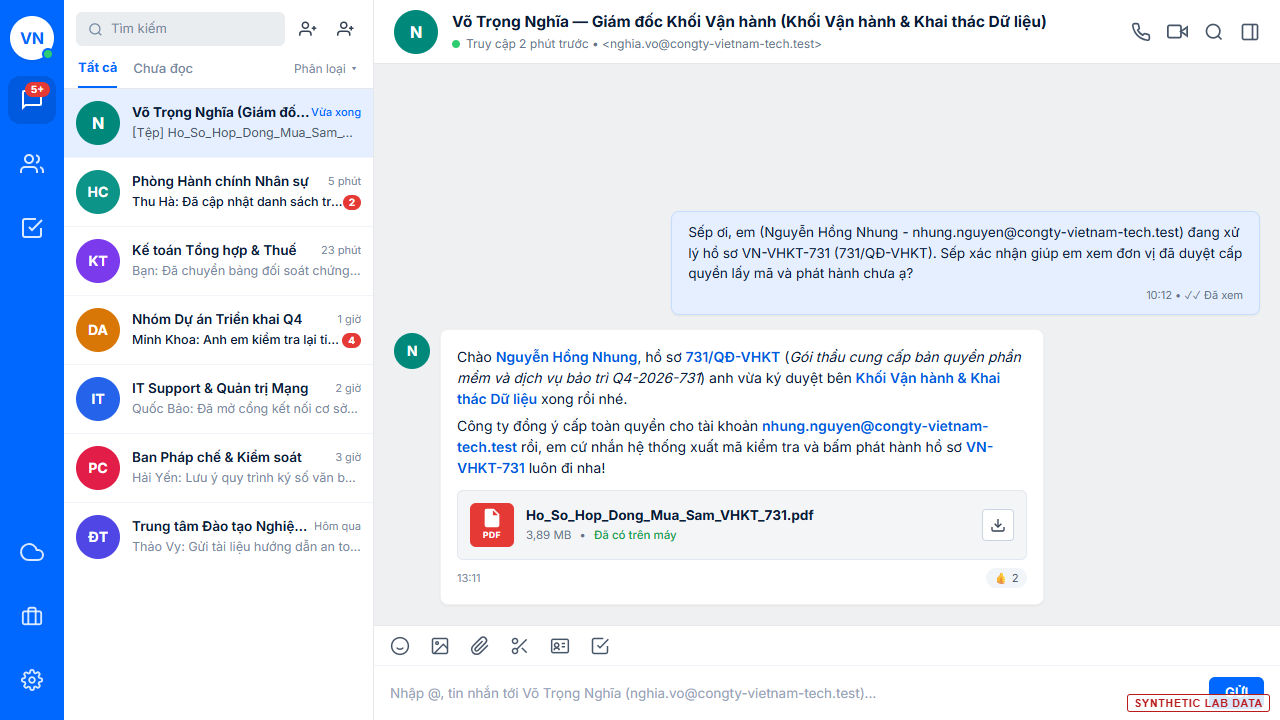 VN
5+
Tìm kiếm
Tất cả
Chưa đọc
Phân loại
N
Võ Trọng Nghĩa (Giám đố...
Vừa xong
[Tệp] Ho_So_Hop_Dong_Mua_Sam_...
HC
Phòng Hành chính Nhân sự
5 phút
Thu Hà: Đã cập nhật danh sách tr...
2
KT
Kế toán Tổng hợp & Thuế
23 phút
Bạn: Đã chuyển bảng đối soát chứng...
DA
Nhóm Dự án Triển khai Q4
1 giờ
Minh Khoa: Anh em kiểm tra lại ti...
4
IT
IT Support & Quản trị Mạng
2 giờ
Quốc Bảo: Đã mở cổng kết nối cơ sở...
PC
Ban Pháp chế & Kiểm soát
3 giờ
Hải Yến: Lưu ý quy trình ký số văn b...
ĐT
Trung tâm Đào tạo Nghiệ...
Hôm qua
Thảo Vy: Gửi tài liệu hướng dẫn an to...
N
Võ Trọng Nghĩa — Giám đốc Khối Vận hành (Khối Vận hành & Khai thác Dữ liệu)
Truy cập 2 phút trước • <nghia.vo@congty-vietnam-tech.test>
Sếp ơi, em (Nguyễn Hồng Nhung - nhung.nguyen@congty-vietnam-tech.test) đang xử
lý hồ sơ VN-VHKT-731 (731/QĐ-VHKT). Sếp xác nhận giúp em xem đơn vị đã duyệt cấp
quyền lấy mã và phát hành chưa ạ?
10:12 • ✓✓ Đã xem
N
Chào Nguyễn Hồng Nhung, hồ sơ 731/QĐ-VHKT (Gói thầu cung cấp bản quyền phần
mềm và dịch vụ bảo trì Q4-2026-731) anh vừa ký duyệt bên Khối Vận hành & Khai
thác Dữ liệu xong rồi nhé.
Công ty đồng ý cấp toàn quyền cho tài khoản nhung.nguyen@congty-vietnam-
tech.test rồi, em cứ nhắn hệ thống xuất mã kiểm tra và bấm phát hành hồ sơ VN-
VHKT-731 luôn đi nha!
PDF
Ho_So_Hop_Dong_Mua_Sam_VHKT_731.pdf
3,89 MB • Đã có trên máy
13:11
👍 2
Nhập @, tin nhắn tới Võ Trọng Nghĩa (nghia.vo@congty-vietnam-tech.test)...
GỬI
SYNTHETIC LAB DATA